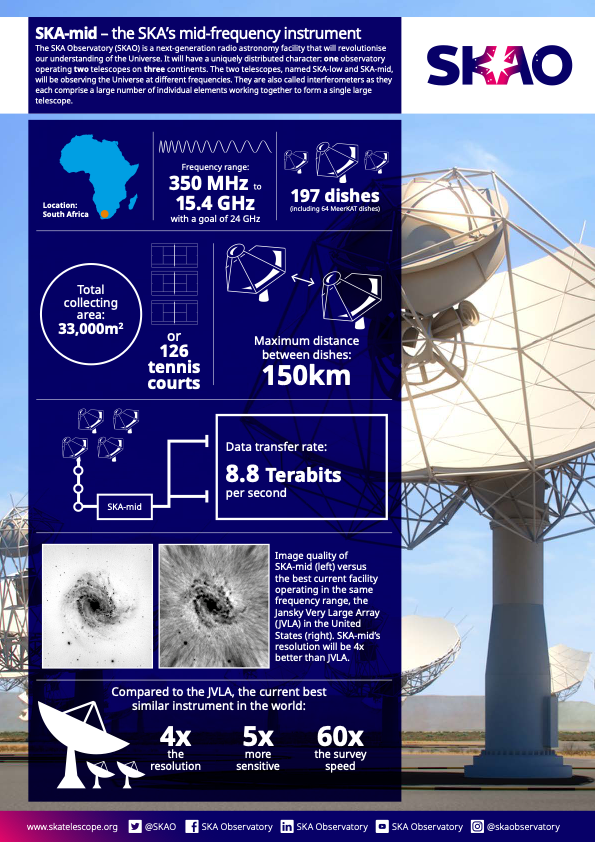 SKA-mid – the SKA's mid-frequency instrument
The SKA Observatory (SKAO) is a next-generation radio astronomy facility that will revolutionise
our understanding of the Universe. It will have a uniquely distributed character: one observatory
operating two telescopes on three continents. The two telescopes, named SKA-low and SKA-mid,
will be observing the Universe at different frequencies. They are also called interferometers as they
each comprise a large number of individual elements working together to form a single large
telescope.
SKAO
Location:
South Africa
Frequency range:
350 MHz to
15.4 GHz
with a goal of 24 GHz
197 dishes
(including 64 MeerKAT dishes)
Total
collecting
area:
33,000m²
or
126
tennis
courts
Maximum distance
between dishes:
150km
SKA-mid
Data transfer rate:
8.8 Terabits
per second
Image quality of
SKA-mid (left) versus
the best current facility
operating in the same
frequency range, the
Jansky Very Large Array
(JVLA) in the United
States (right). SKA-mid's
resolution will be 4x
better than JVLA.
Compared to the JVLA, the current best
similar instrument in the world:
4x
the
resolution
5x
more
sensitive
60x
the survey
speed
www.skatelescope.org
@SKAO
SKA Observatory
SKA Observatory
SKA Observatory
@skaobservatory